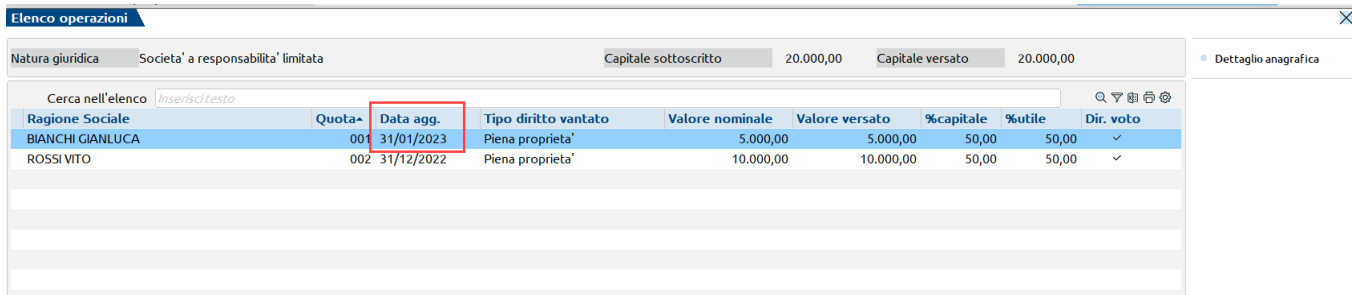 Elenco operazioni
Natura giuridica Societa' a responsabilita' limitata Capitale sottoscritto 20.000,00 Capitale versato 20.000,00
Dettaglio anagrafica
Cerca nell'elenco Inserisci testo
Ragione Sociale Quota Data agg. Tipo diritto vantato Valore nominale Valore versato %capitale %utile Dir. voto
BIANCHI GIANLUCA 001 31/01/2023 Piena proprieta' 5.000,00 5.000,00 50,00 50,00 ✓
ROSSI VITO 002 31/12/2022 Piena proprieta' 10.000,00 10.000,00 50,00 50,00 ✓